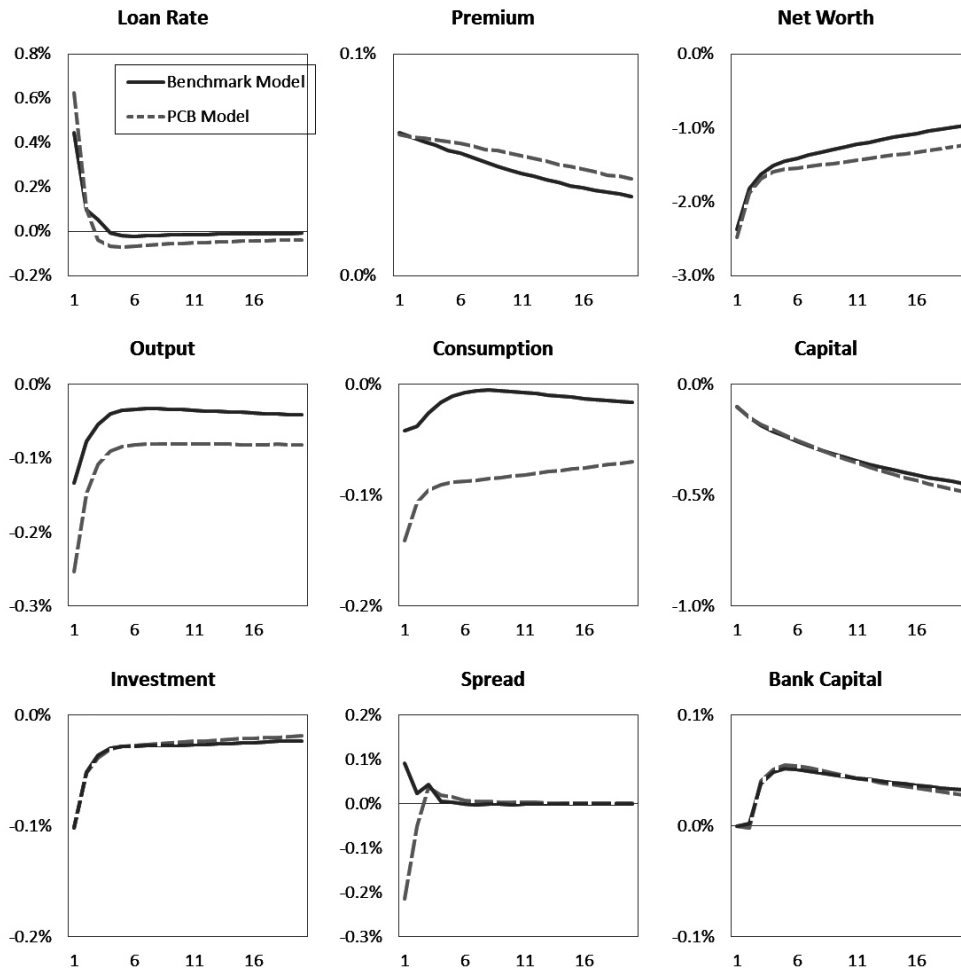 Loan Rate
0.8%
0.6%
0.4%
0.2%
0.0%
-0.2%
Benchmark Model
PCB Model
1 6 11 16
Premium
0.1%
0.0%
1 6 11 16
Net Worth
0.0%
-1.0%
-2.0%
-3.0%
1 6 11 16
Output
0.0%
-0.1%
-0.2%
-0.3%
1 6 11 16
Consumption
0.0%
-0.1%
-0.2%
1 6 11 16
Capital
0.0%
-0.5%
-1.0%
1 6 11 16
Investment
0.0%
-0.1%
-0.2%
1 6 11 16
Spread
0.2%
0.1%
0.0%
-0.1%
-0.2%
-0.3%
1 6 11 16
Bank Capital
0.1%
0.0%
-0.1%
1 6 11 16